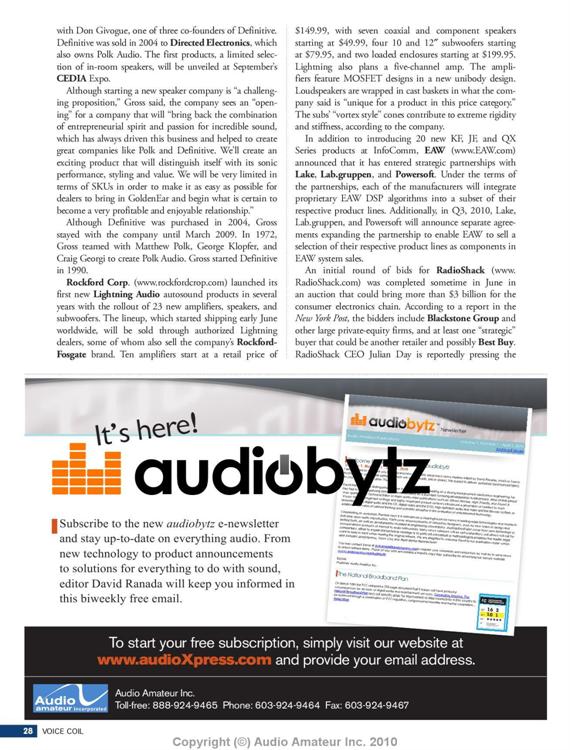 with Don Givogue, one of three co-founders of Definitive.
Definitive was sold in 2004 to Directed Electronics, which
also owns Polk Audio. The first products, a limited selec-
tion of in-room speakers, will be unveiled at September's
CEDIA Expo.
Although starting a new speaker company is "a challeng-
ing proposition," Gross said, the company sees an "open-
ing" for a company that will "bring back the combination
of entrepreneurial spirit and passion for incredible sound,
which has always driven this business and helped to create
great companies like Polk and Definitive. We'll create an
exciting product that will distinguish itself with its sonic
performance, styling and value. We will be very limited in
terms of SKUs in order to make it as easy as possible for
dealers to bring in GoldenEar and begin what is certain to
become a very profitable and enjoyable relationship."
Although Definitive was purchased in 2004, Gross
stayed with the company until March 2009. In 1972,
Gross teamed with Matthew Polk, George Klopfer, and
Craig Georgi to create Polk Audio. Gross started Definitive
in 1990.
Rockford Corp. (www.rockfordcrop.com) launched its
first new Lightning Audio autosound products in several
years with the rollout of 23 new amplifiers, speakers, and
subwoofers. The lineup, which started shipping early June
worldwide, will be sold through authorized Lightning
dealers, some of whom also sell the company's Rockford-
Fosgate brand. Ten amplifiers start at a retail price of
$149.99, with seven coaxial and component speakers
starting at $49.99, four 10 and 12" subwoofers starting
at $79.95, and two loaded enclosures starting at $199.95.
Lightning also plans a five-channel amp. The ampli-
fiers feature MOSFET designs in a new unibody design.
Loudspeakers are wrapped in cast baskets in what the com-
pany said is "unique for a product in this price category."
The subs' "vortex style" cones contribute to extreme rigidity
and stiffness, according to the company.
In addition to introducing 20 new KF, JF, and QX
Series products at InfoComm, EAW (www.EAW.com)
announced that it has entered strategic partnerships with
Lake, Lab.gruppen, and Powersoft. Under the terms of
the partnerships, each of the manufacturers will integrate
proprietary EAW DSP algorithms into a subset of their
respective product lines. Additionally, in Q3, 2010, Lake,
Lab.gruppen, and Powersoft will announce separate agree-
ments expanding the partnership to enable EAW to sell a
selection of their respective product lines as components in
EAW system sales.
An initial round of bids for RadioShack (www.
RadioShack.com) was completed sometime in June in
an auction that could bring more than $3 billion for the
consumer electronics chain. According to a report in the
New York Post, the bidders include Blackstone Group and
other large private-equity firms, and at least one "strategic"
buyer that could be another retailer and possibly Best Buy.
RadioShack CEO Julian Day is reportedly pressing the
It's here!
audiobytz
audiobytz Newsletter
The National Broadband Plan
Subscribe to the new audiobytz e-newsletter
and stay up-to-date on everything audio. From
new technology to product announcements
to solutions for everything to do with sound,
editor David Ranada will keep you informed in
this biweekly free email.
To start your free subscription, simply visit our website at
www.audioXpress.com and provide your email address.
Audio
amateur incorporated
Audio Amateur Inc.
Toll-free: 888-924-9465 Phone: 603-924-9464 Fax: 603-924-9467
28 VOICE COIL
Copyright (©) Audio Amateur Inc. 2010